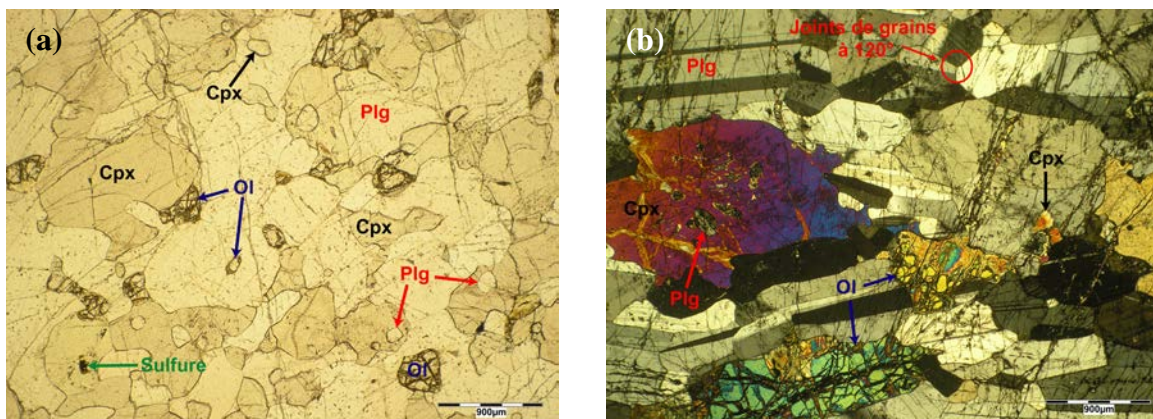 (a)
Cpx
Plg
Cpx
Ol
Cpx
Plg
Sulfure
Ol
900µm
(b)
Joints de grains
à 120°
Plg
Cpx
Cpx
Plg
Ol
900µm